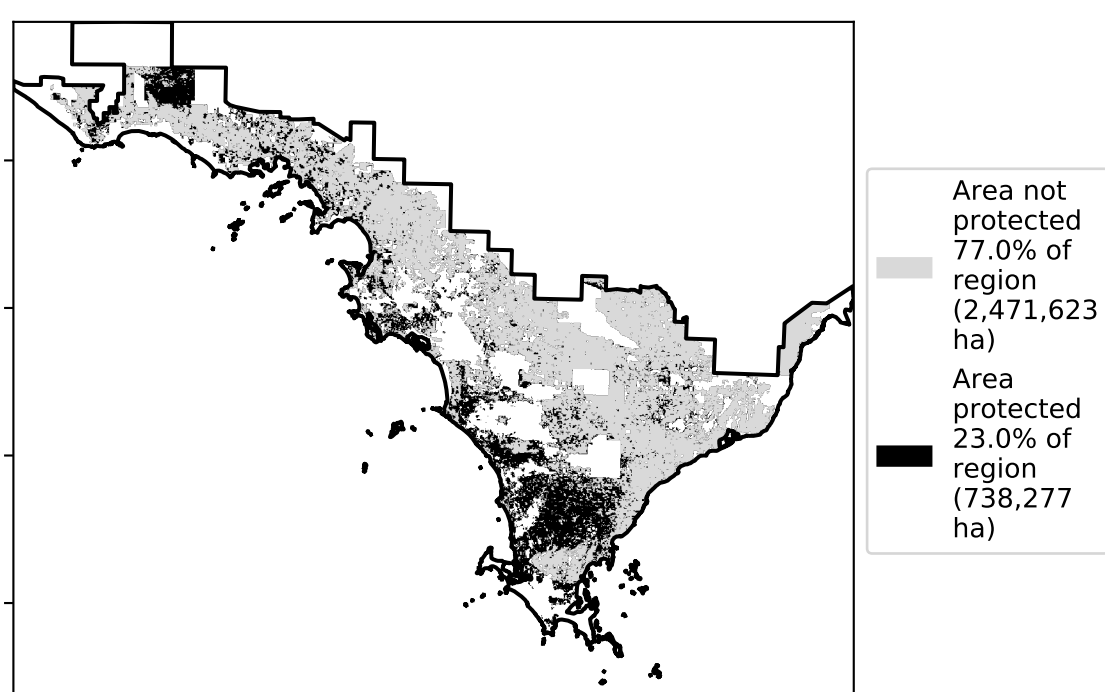 Area not
protected
77.0% of
region
(2,471,623
ha)
Area
protected
23.0% of
region
(738,277
ha)